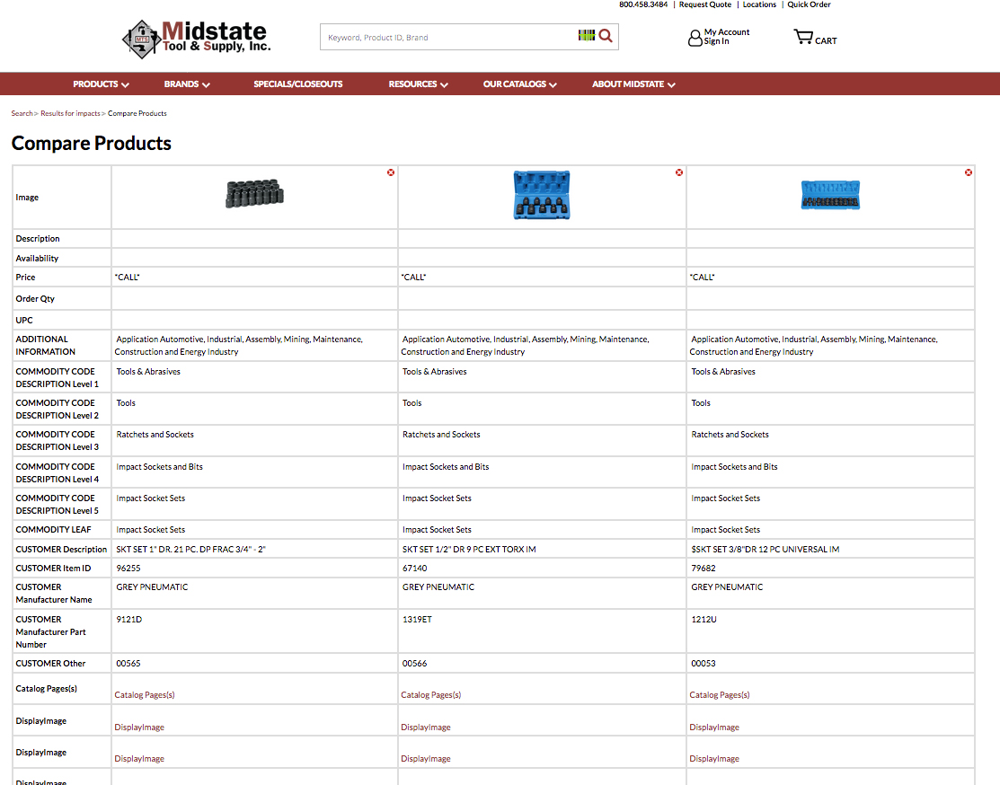 800.458.3484 | Request Quote | Locations | Quick Order
MTS
Midstate
Tool & Supply, Inc.
Keyword, Product ID, Brand
My Account
Sign In
CART
PRODUCTS BRANDS SPECIALS/CLOSEOUTS RESOURCES OUR CATALOGS ABOUT MIDSTATE
Search > Results for impacts > Compare Products
Compare Products
Image
Description
Availability
Price *CALL* *CALL* *CALL*
Order Qty
UPC
ADDITIONAL INFORMATION
Application Automotive, Industrial, Assembly, Mining, Maintenance,
Construction and Energy Industry
Application Automotive, Industrial, Assembly, Mining, Maintenance,
Construction and Energy Industry
Application Automotive, Industrial, Assembly, Mining, Maintenance,
Construction and Energy Industry
COMMODITY CODE
DESCRIPTION Level 1
Tools & Abrasives Tools & Abrasives Tools & Abrasives
COMMODITY CODE
DESCRIPTION Level 2
Tools Tools Tools
COMMODITY CODE
DESCRIPTION Level 3
Ratchets and Sockets Ratchets and Sockets Ratchets and Sockets
COMMODITY CODE
DESCRIPTION Level 4
Impact Sockets and Bits Impact Sockets and Bits Impact Sockets and Bits
COMMODITY CODE
DESCRIPTION Level 5
Impact Socket Sets Impact Socket Sets Impact Socket Sets
COMMODITY LEAF Impact Socket Sets Impact Socket Sets Impact Socket Sets
CUSTOMER Description SKT SET 1" DR. 21 PC. DP FRAC 3/4" - 2" SKT SET 1/2" DR 9 PC EXT TORX IM $SKT SET 3/8"DR 12 PC UNIVERSAL IM
CUSTOMER Item ID 96255 67140 79682
CUSTOMER
Manufacturer Name
GREY PNEUMATIC GREY PNEUMATIC GREY PNEUMATIC
CUSTOMER
Manufacturer Part
Number
9121D 1319ET 1212U
CUSTOMER Other 00565 00566 00053
Catalog Pages(s) Catalog Pages(s) Catalog Pages(s) Catalog Pages(s)
DisplayImage DisplayImage DisplayImage DisplayImage
DisplayImage DisplayImage DisplayImage DisplayImage
DisplayImage